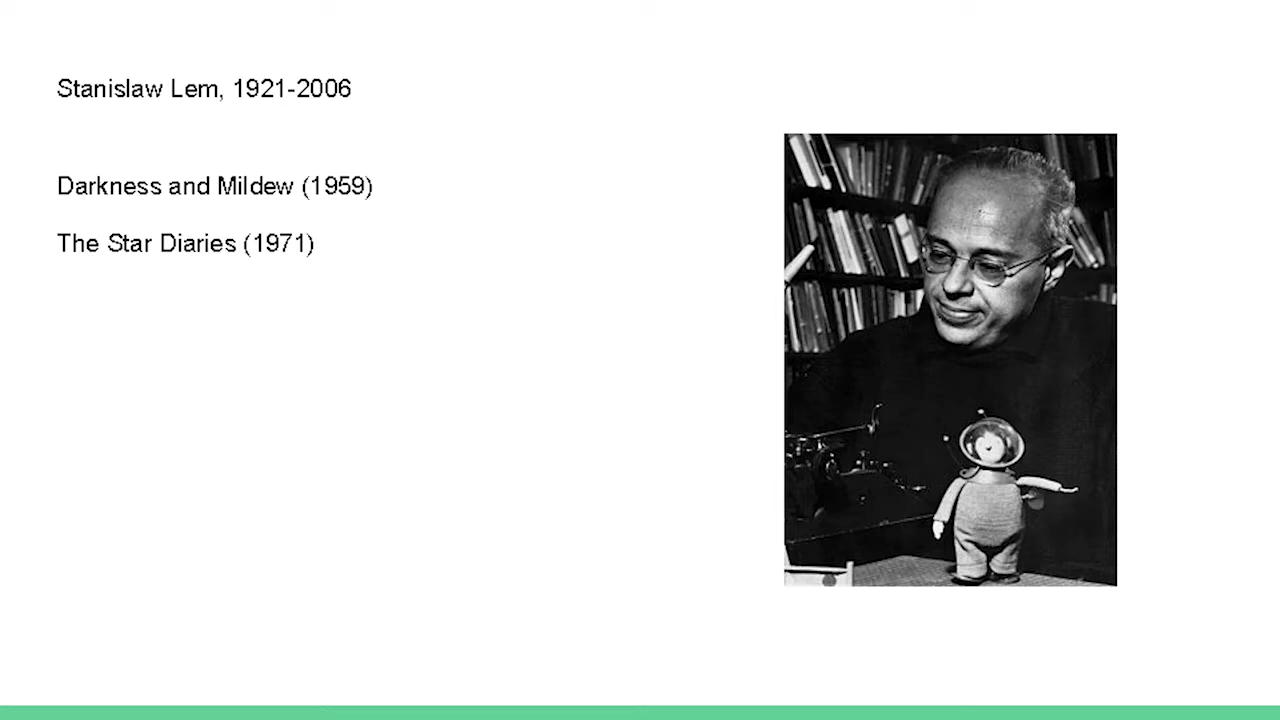 Stanislaw Lem, 1921-2006
Darkness and Mildew (1959)
The Star Diaries (1971)